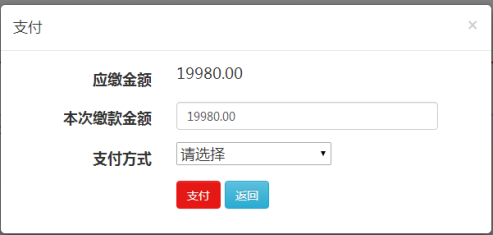 支付 ×
应缴金额 19980.00
本次缴款金额 19980.00
支付方式 请选择
支付 返回